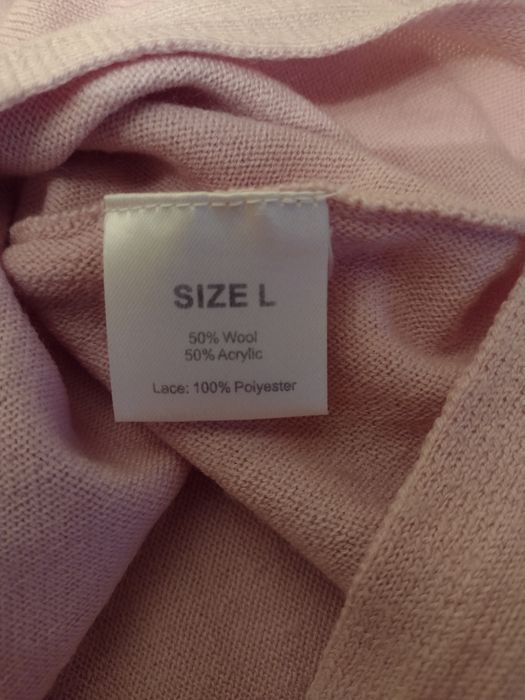 SIZE L
50% Wool
50% Acrylic
Lace: 100% Polyester